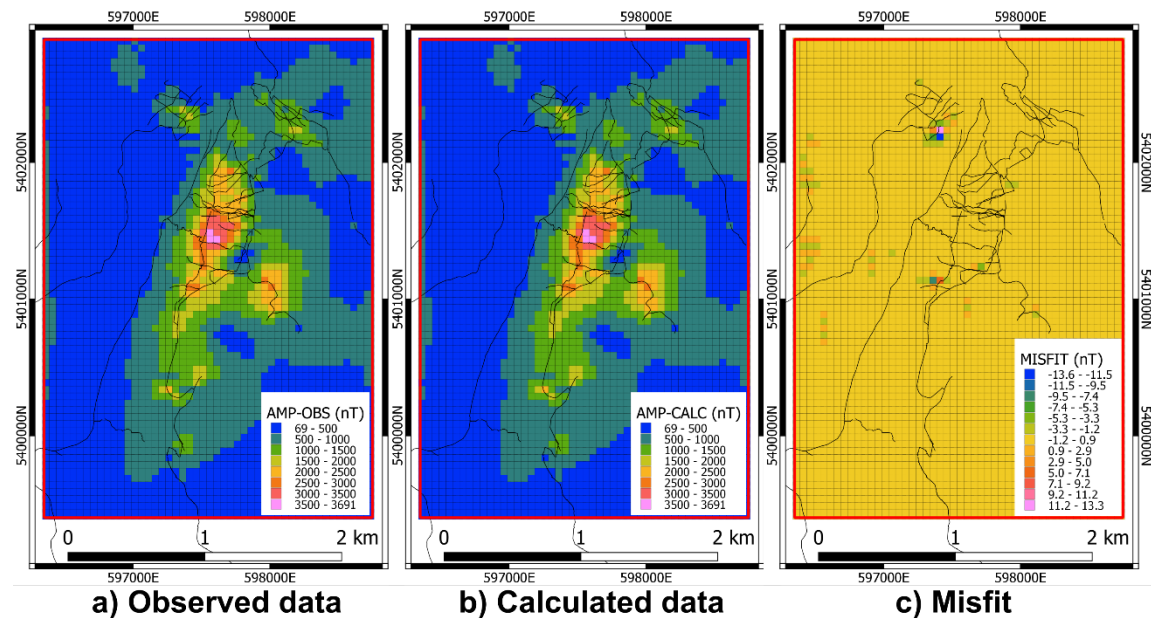 597000E 598000E 597000E 598000E 597000E 598000E
5402000N 5402000N 5402000N
5401000N 5401000N 5401000N
5400000N 5400000N 5400000N
AMP-OBS (nT)
69 - 500
500 - 1000
1000 - 1500
1500 - 2000
2000 - 2500
2500 - 3000
3000 - 3500
3500 - 3691
AMP-CALC (nT)
69 - 500
500 - 1000
1000 - 1500
1500 - 2000
2000 - 2500
2500 - 3000
3000 - 3500
3500 - 3691
MISFIT (nT)
-13.6 - -11.5
-11.5 - -9.5
-9.5 - -7.4
-7.4 - -5.3
-5.3 - -3.3
-3.3 - -1.2
-1.2 - 0.9
0.9 - 2.9
2.9 - 5.0
5.0 - 7.1
7.1 - 9.2
9.2 - 11.2
11.2 - 13.3
0 1 2 km 0 1 2 km 0 1 2 km
597000E 598000E 597000E 598000E 597000E 598000E
a) Observed data b) Calculated data c) Misfit